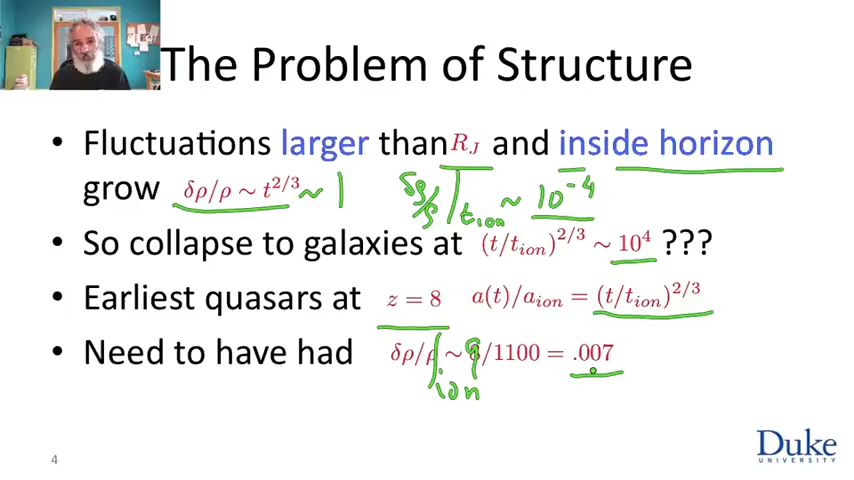 The Problem of Structure
• Fluctuations larger than R_J and inside horizon
grow δρ/ρ ~ t^{2/3} ~ 1 δρ/ρ|_{tion} ~ 10^{-4}
• So collapse to galaxies at (t/t_{ion})^{2/3} ~ 10^4 ???
• Earliest quasars at z = 8 a(t)/a_{ion} = (t/t_{ion})^{2/3}
• Need to have had δρ/ρ|_{ion} ~ 9/1100 = .007
4
Duke
UNIVERSITY